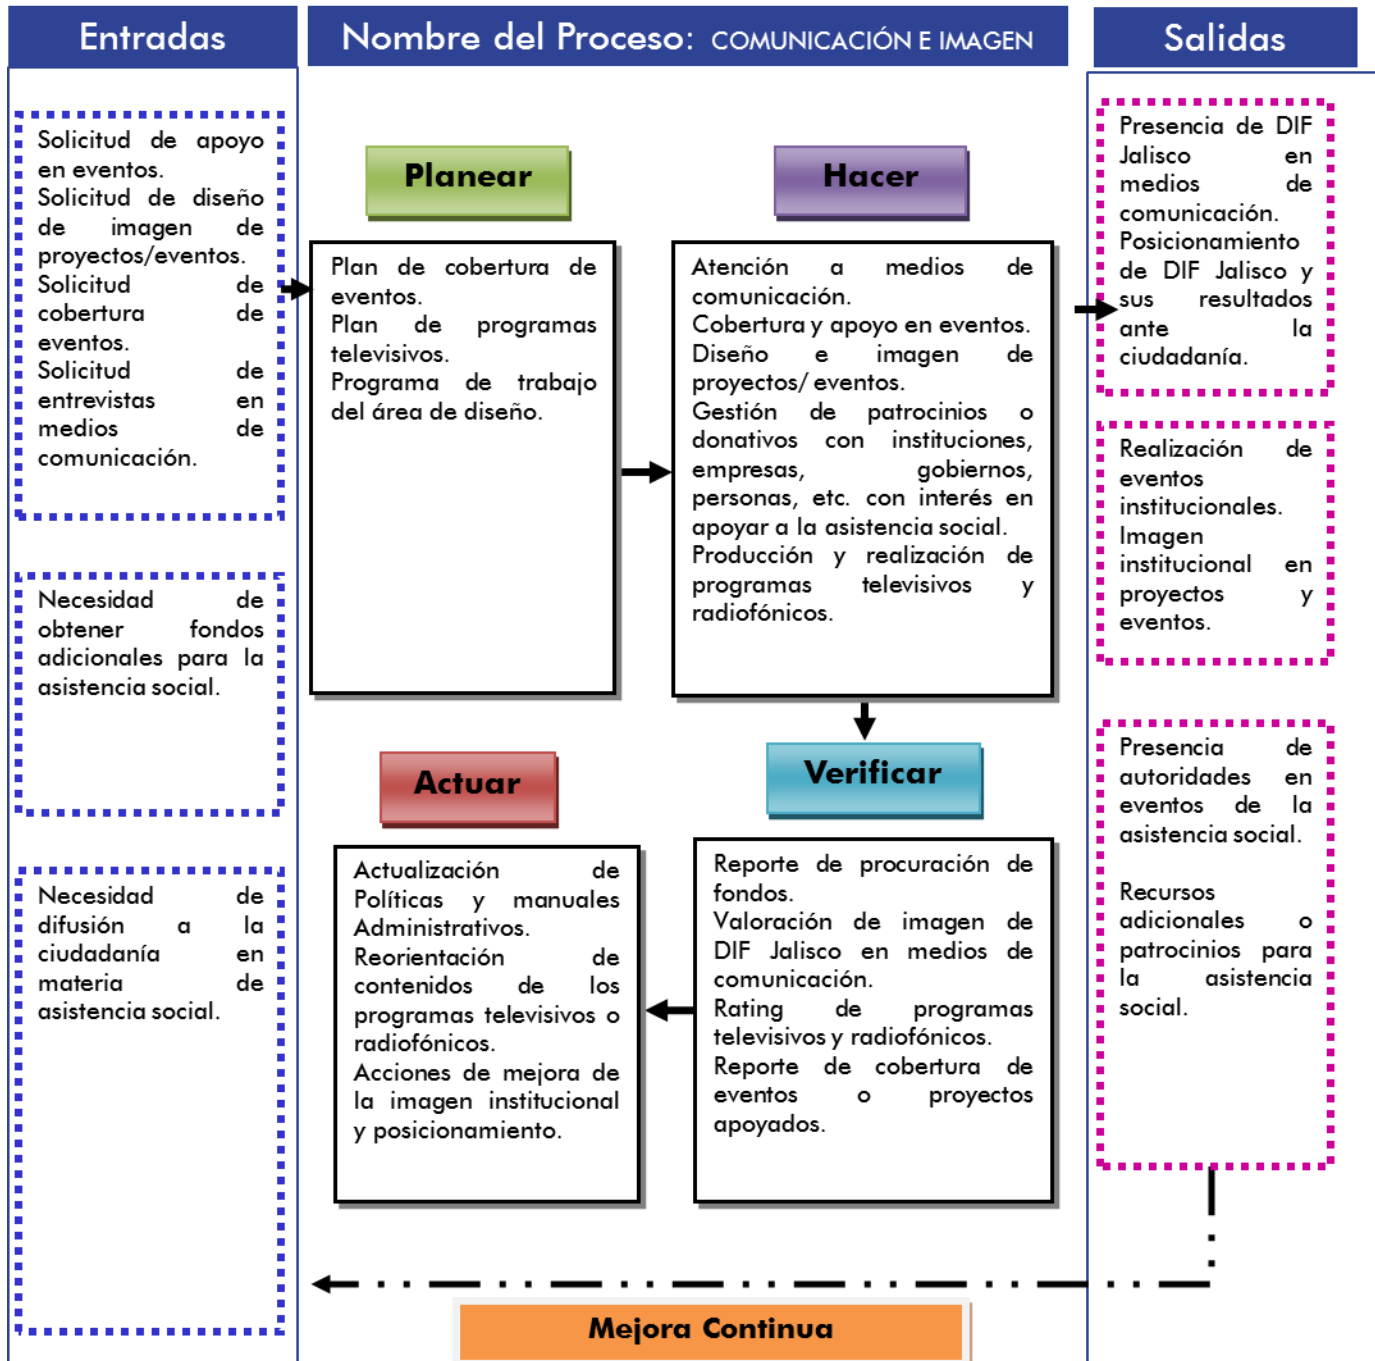 Entradas
Nombre del Proceso: COMUNICACIÓN E IMAGEN
Salidas
Solicitud de apoyo
en eventos.
Solicitud de diseño
de imagen de
proyectos/eventos.
Solicitud de
cobertura de
eventos.
Solicitud de
entrevistas en
medios de
comunicación.
Necesidad de
obtener fondos
adicionales para la
asistencia social.
Necesidad de
difusión a la
ciudadanía en
materia de
asistencia social.
Planear
Plan de cobertura de
eventos.
Plan de programas
televisivos.
Programa de trabajo
del área de diseño.
Hacer
Atención a medios de
comunicación.
Cobertura y apoyo en eventos.
Diseño e imagen de
proyectos/ eventos.
Gestión de patrocinios o
donativos con instituciones,
empresas, gobiernos,
personas, etc. con interés en
apoyar a la asistencia social.
Producción y realización de
programas televisivos y
radiofónicos.
Actuar
Actualización de
Políticas y manuales
Administrativos.
Reorientación de
contenidos de los
programas televisivos o
radiofónicos.
Acciones de mejora de
la imagen institucional
y posicionamiento.
Verificar
Reporte de procuración de
fondos.
Valoración de imagen de
DIF Jalisco en medios de
comunicación.
Rating de programas
televisivos y radiofónicos.
Reporte de cobertura de
eventos o proyectos
apoyados.
Presencia de DIF
Jalisco en
medios de
comunicación.
Posicionamiento
de DIF Jalisco y
sus resultados
ante la
ciudadanía.
Realización de
eventos
institucionales.
Imagen
institucional en
proyectos y
eventos.
Presencia de
autoridades en
eventos de la
asistencia social.
Recursos
adicionales o
patrocinios para
la asistencia
social.
Mejora Continua